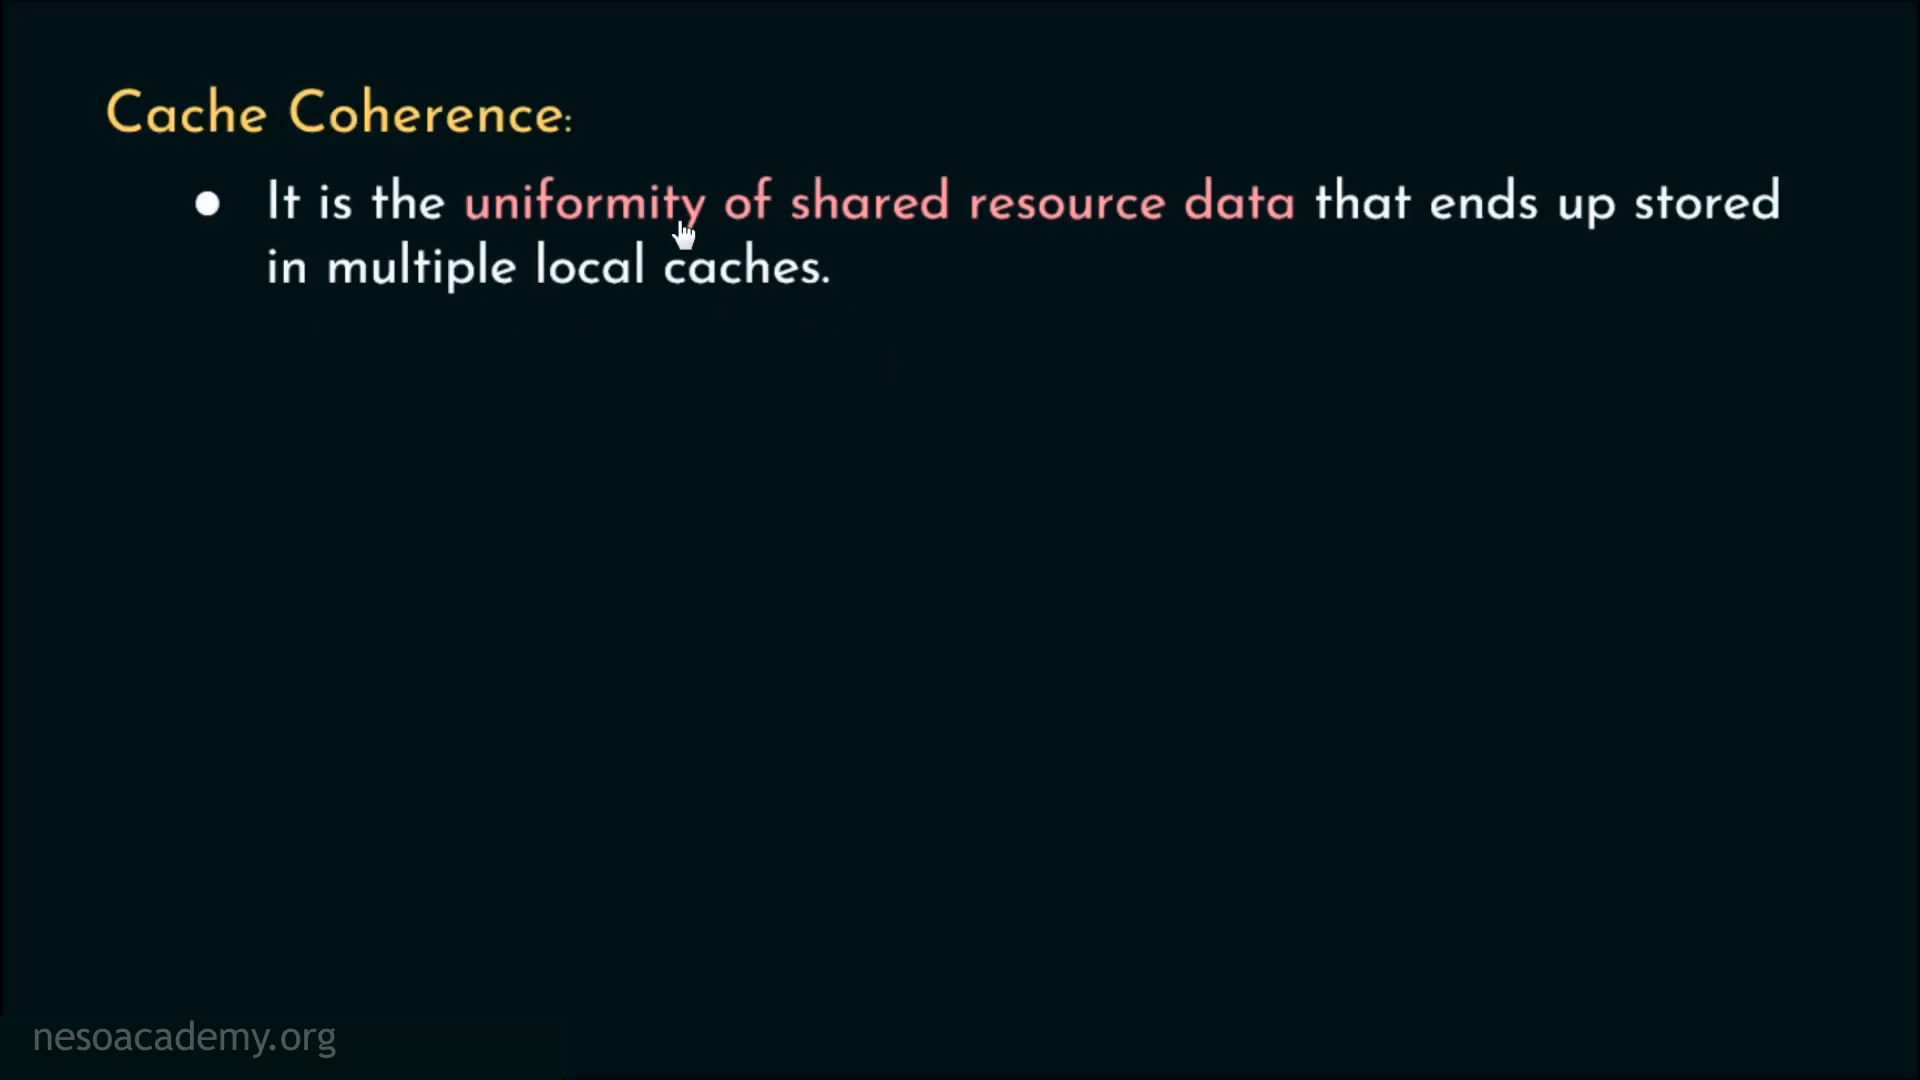 Cache Coherence:
● It is the uniformity of shared resource data that ends up stored
in multiple local caches.
nesoacademy.org